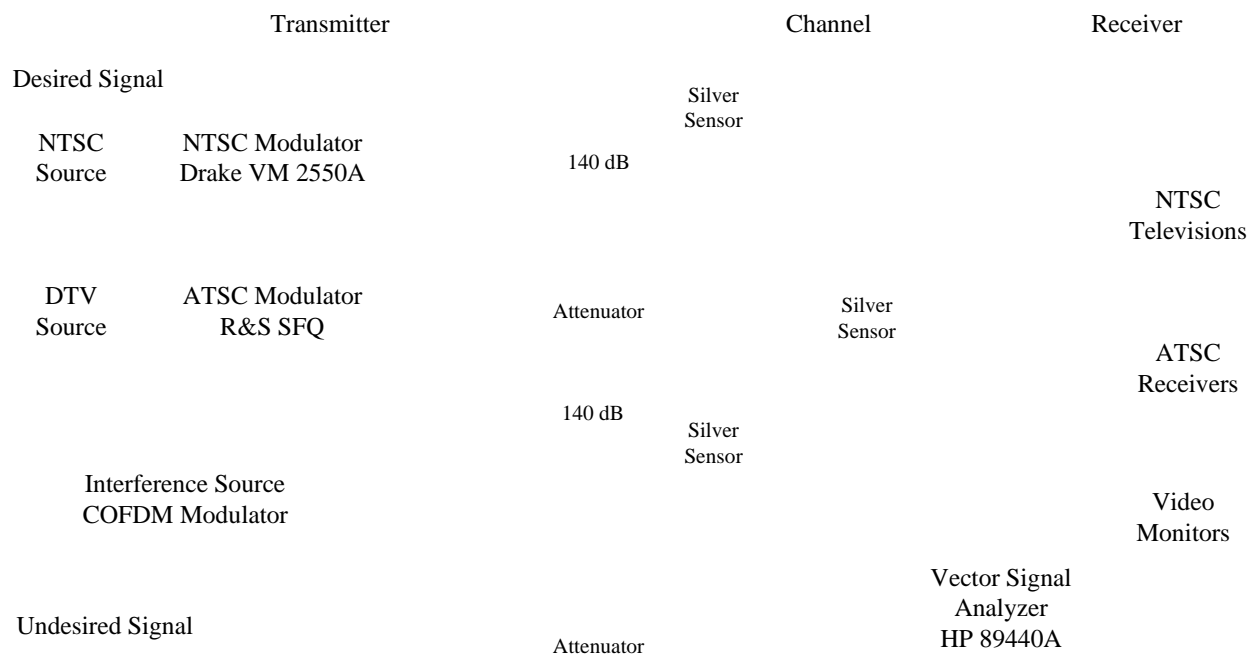 Transmitter Channel Receiver
Desired Signal
Silver
Sensor
NTSC
Source
NTSC Modulator
Drake VM 2550A
140 dB
NTSC
Televisions
DTV
Source
ATSC Modulator
R&S SFQ
Attenuator
Silver
Sensor
ATSC
Receivers
140 dB
Silver
Sensor
Interference Source
COFDM Modulator
Video
Monitors
Vector Signal
Analyzer
HP 89440A
Undesired Signal
Attenuator